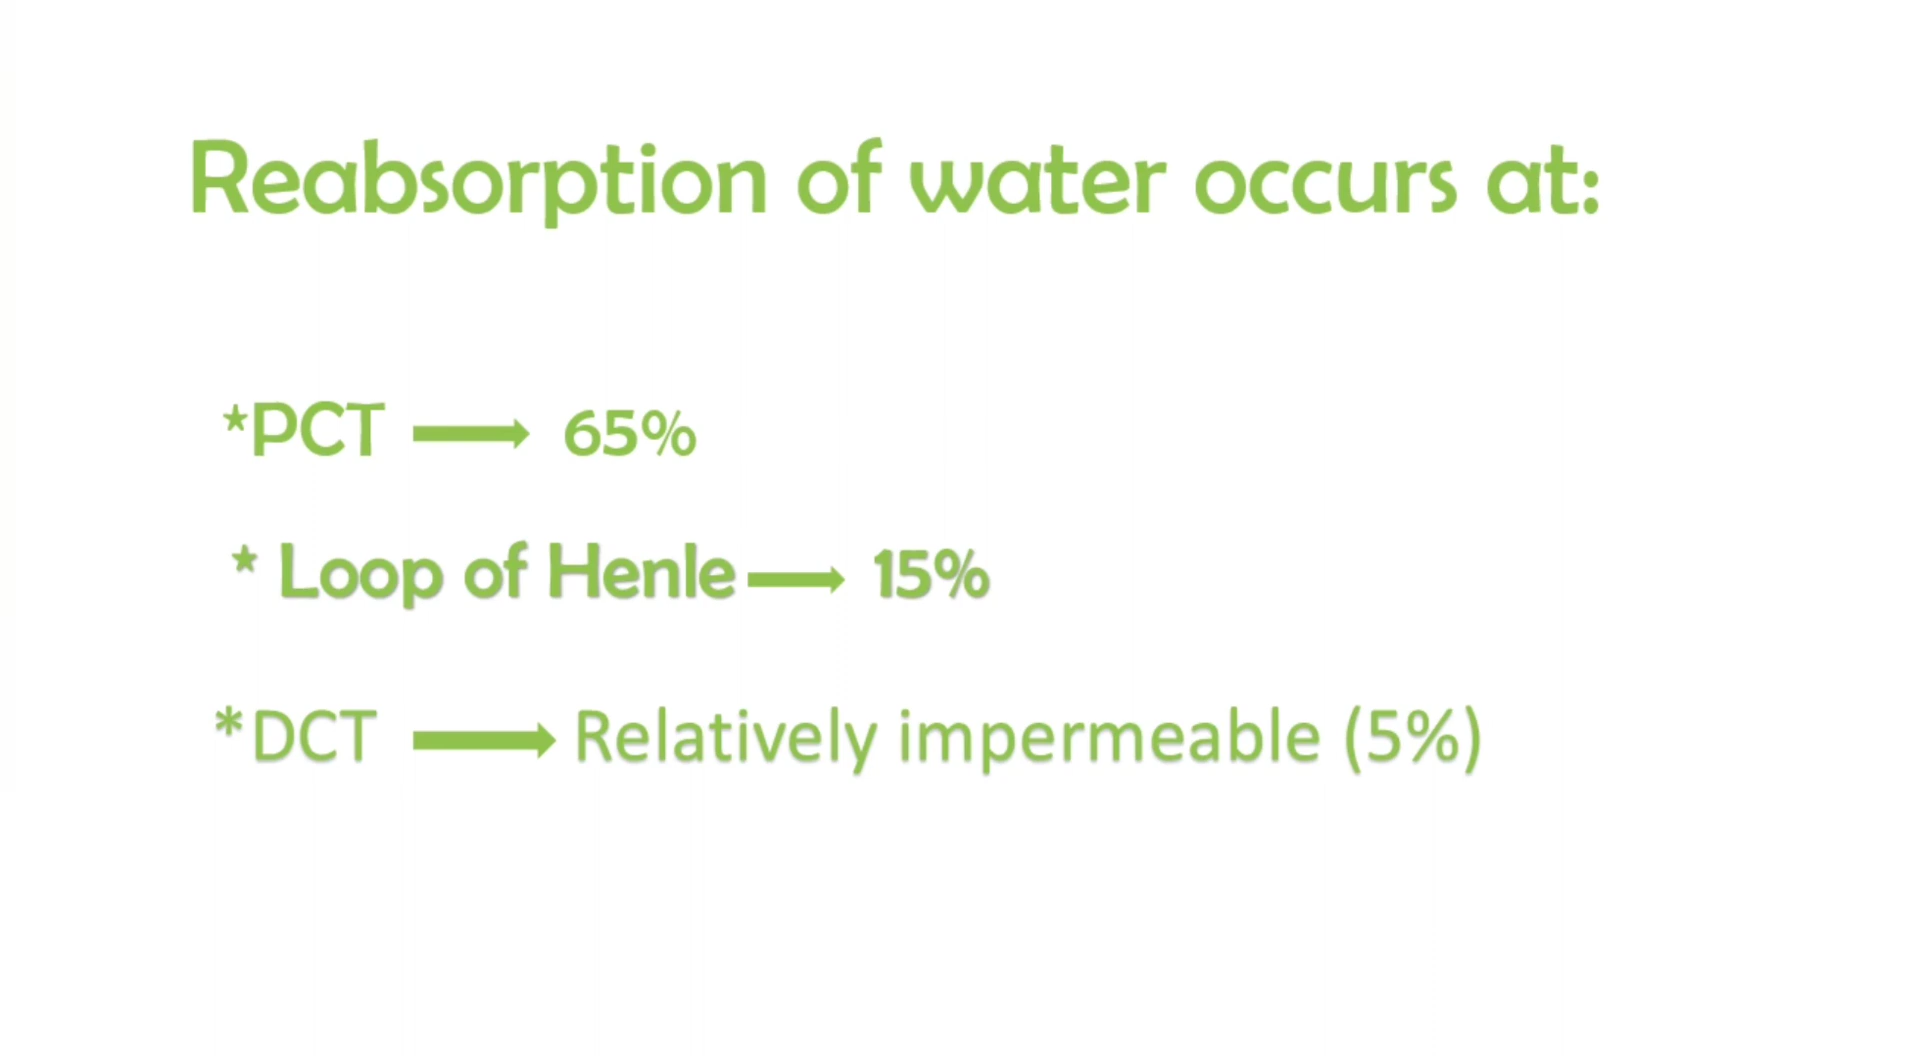 Reabsorption of water occurs at:
*PCT → 65%
* Loop of Henle → 15%
*DCT → Relatively impermeable (5%)